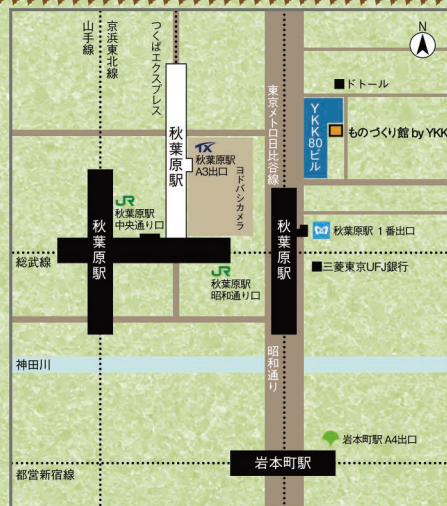 山手線
京浜東北線
つくばエクスプレス
N
東京メトロ日比谷線
■ドトール
YKK80ビル
ものづくり館 by YKK
秋葉原駅
TX
秋葉原駅
A3出口
ヨドバシカメラ
JR
秋葉原駅
中央通り口
秋葉原駅
秋葉原駅
秋葉原駅 1番出口
総武線
JR
秋葉原駅
昭和通り口
■三菱東京UFJ銀行
昭和通り
神田川
岩本町駅 A4出口
岩本町駅
都営新宿線